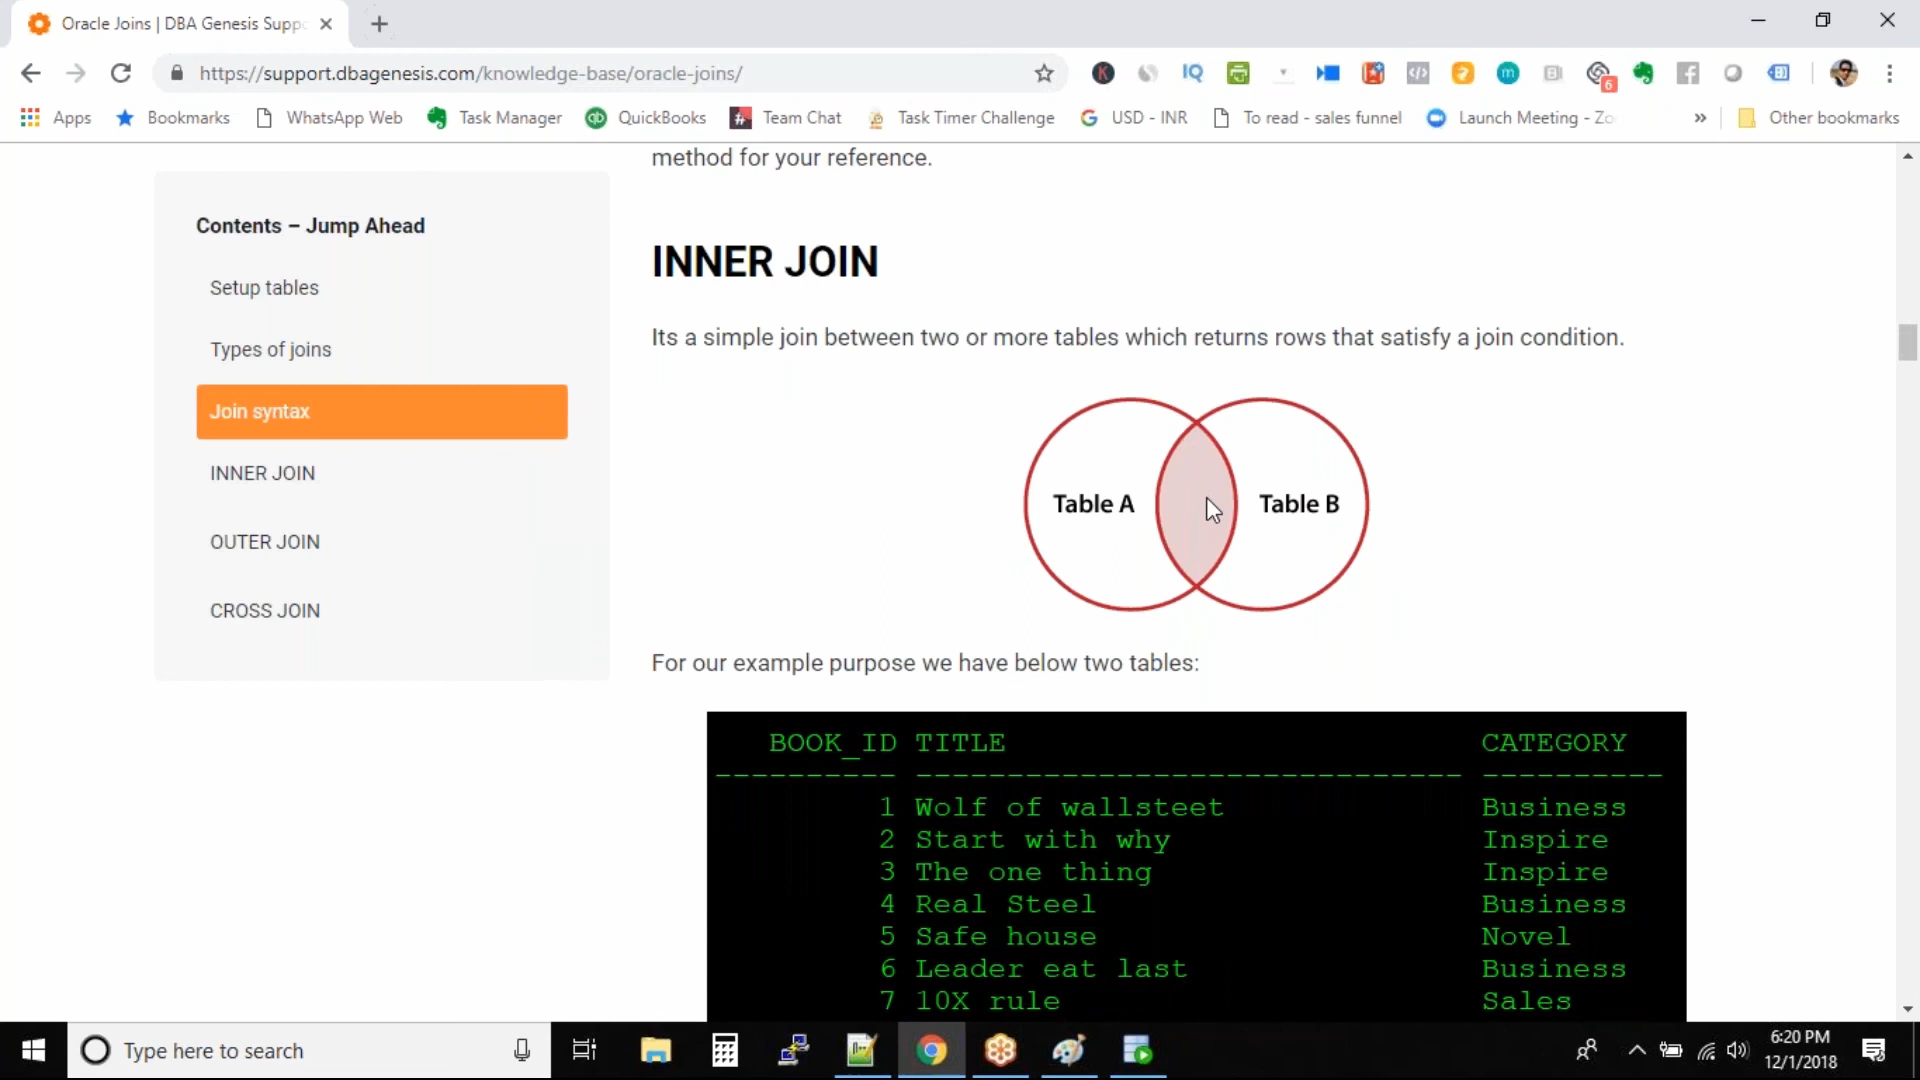 Oracle Joins | DBA Genesis Suppo
https://support.dbagenesis.com/knowledge-base/oracle-joins/
IQ
6
Apps
Bookmarks
WhatsApp Web
Task Manager
QuickBooks
Team Chat
Task Timer Challenge
USD - INR
To read - sales funnel
Launch Meeting - Zo
»
Other bookmarks
method for your reference.
Contents – Jump Ahead
Setup tables
Types of joins
Join syntax
INNER JOIN
OUTER JOIN
CROSS JOIN
INNER JOIN
Its a simple join between two or more tables which returns rows that satisfy a join condition.
Table A
Table B
For our example purpose we have below two tables:
BOOK_ID TITLE CATEGORY
---------- ------------------------------ ----------
1 Wolf of wallsteet Business
2 Start with why Inspire
3 The one thing Inspire
4 Real Steel Business
5 Safe house Novel
6 Leader eat last Business
7 10X rule Sales
Type here to search
6:20 PM
12/1/2018